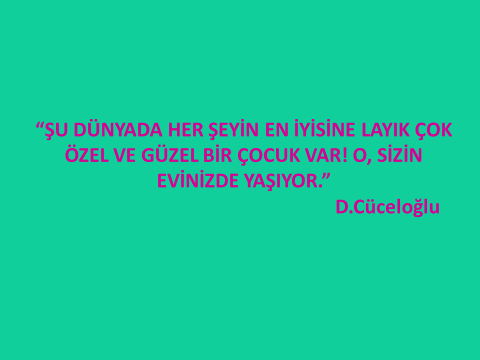 “ŞU DÜNYADA HER ŞEYİN EN İYİSİNE LAYIK ÇOK
ÖZEL VE GÜZEL BİR ÇOCUK VAR! O, SİZİN
EVİNİZDE YAŞIYOR.”
D.Cüceloğlu